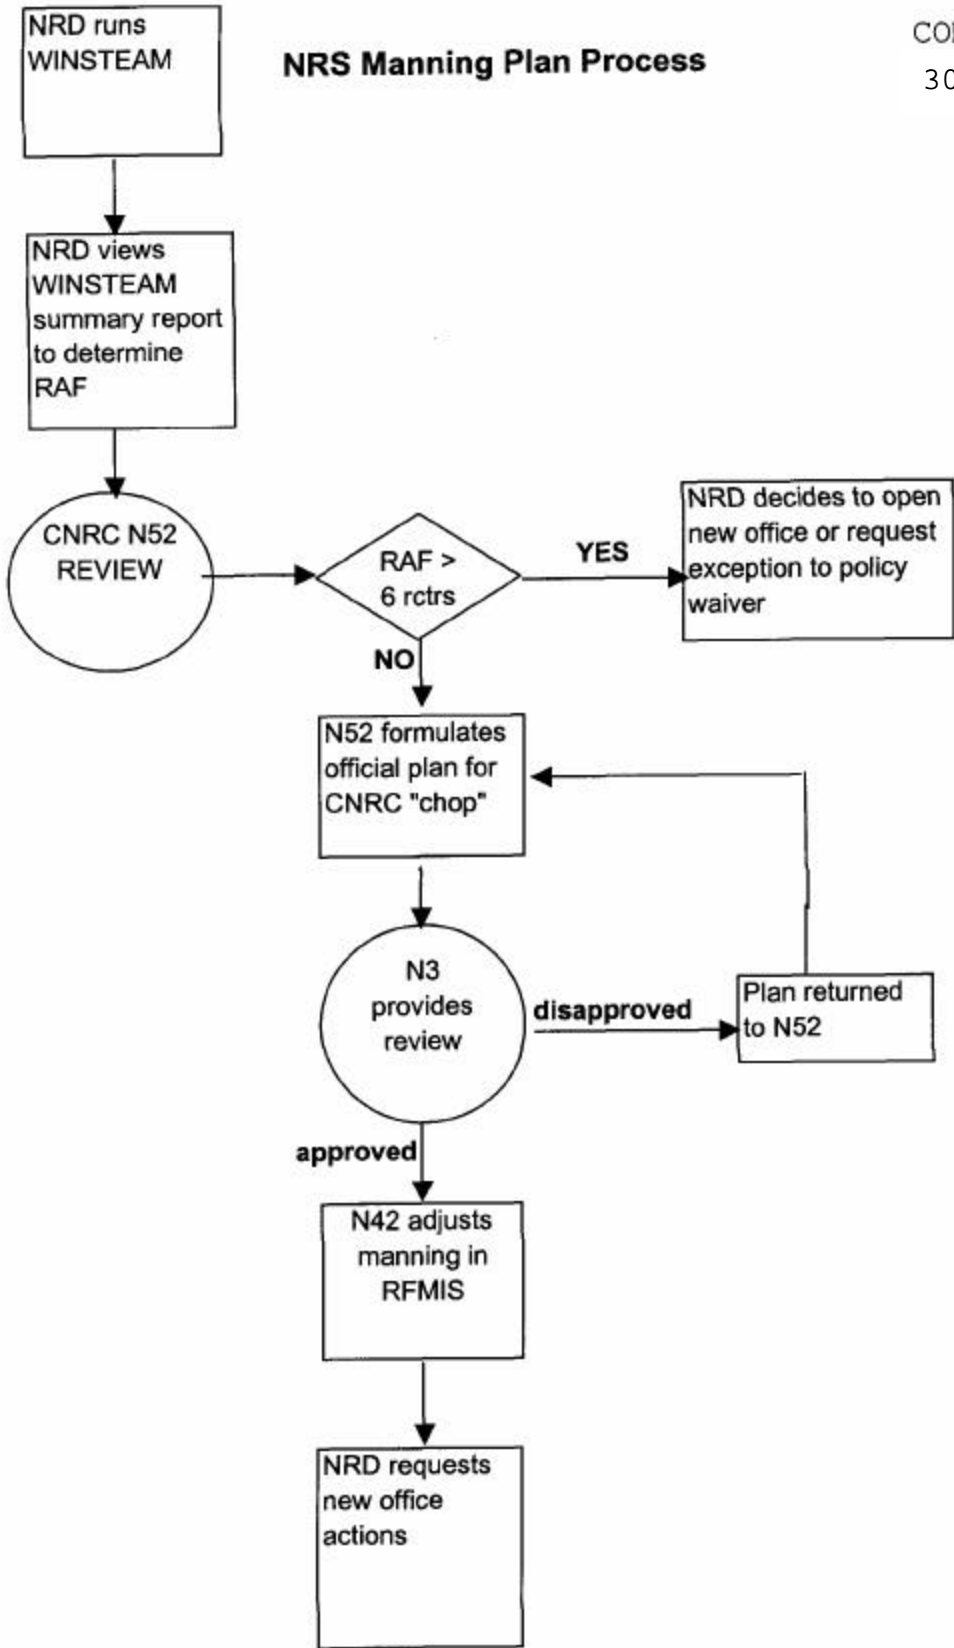 NRD runs
WINSTEAM
NRS Manning Plan Process
30
NRD views
WINSTEAM
summary report
to determine
RAF
CNRC N52
REVIEW
RAF >
6 rctrs
YES
NRD decides to open
new office or request
exception to policy
waiver
NO
N52 formulates
official plan for
CNRC "chop"
N3
provides
review
disapproved
Plan returned
to N52
approved
N42 adjusts
manning in
RFMIS
NRD requests
new office
actions